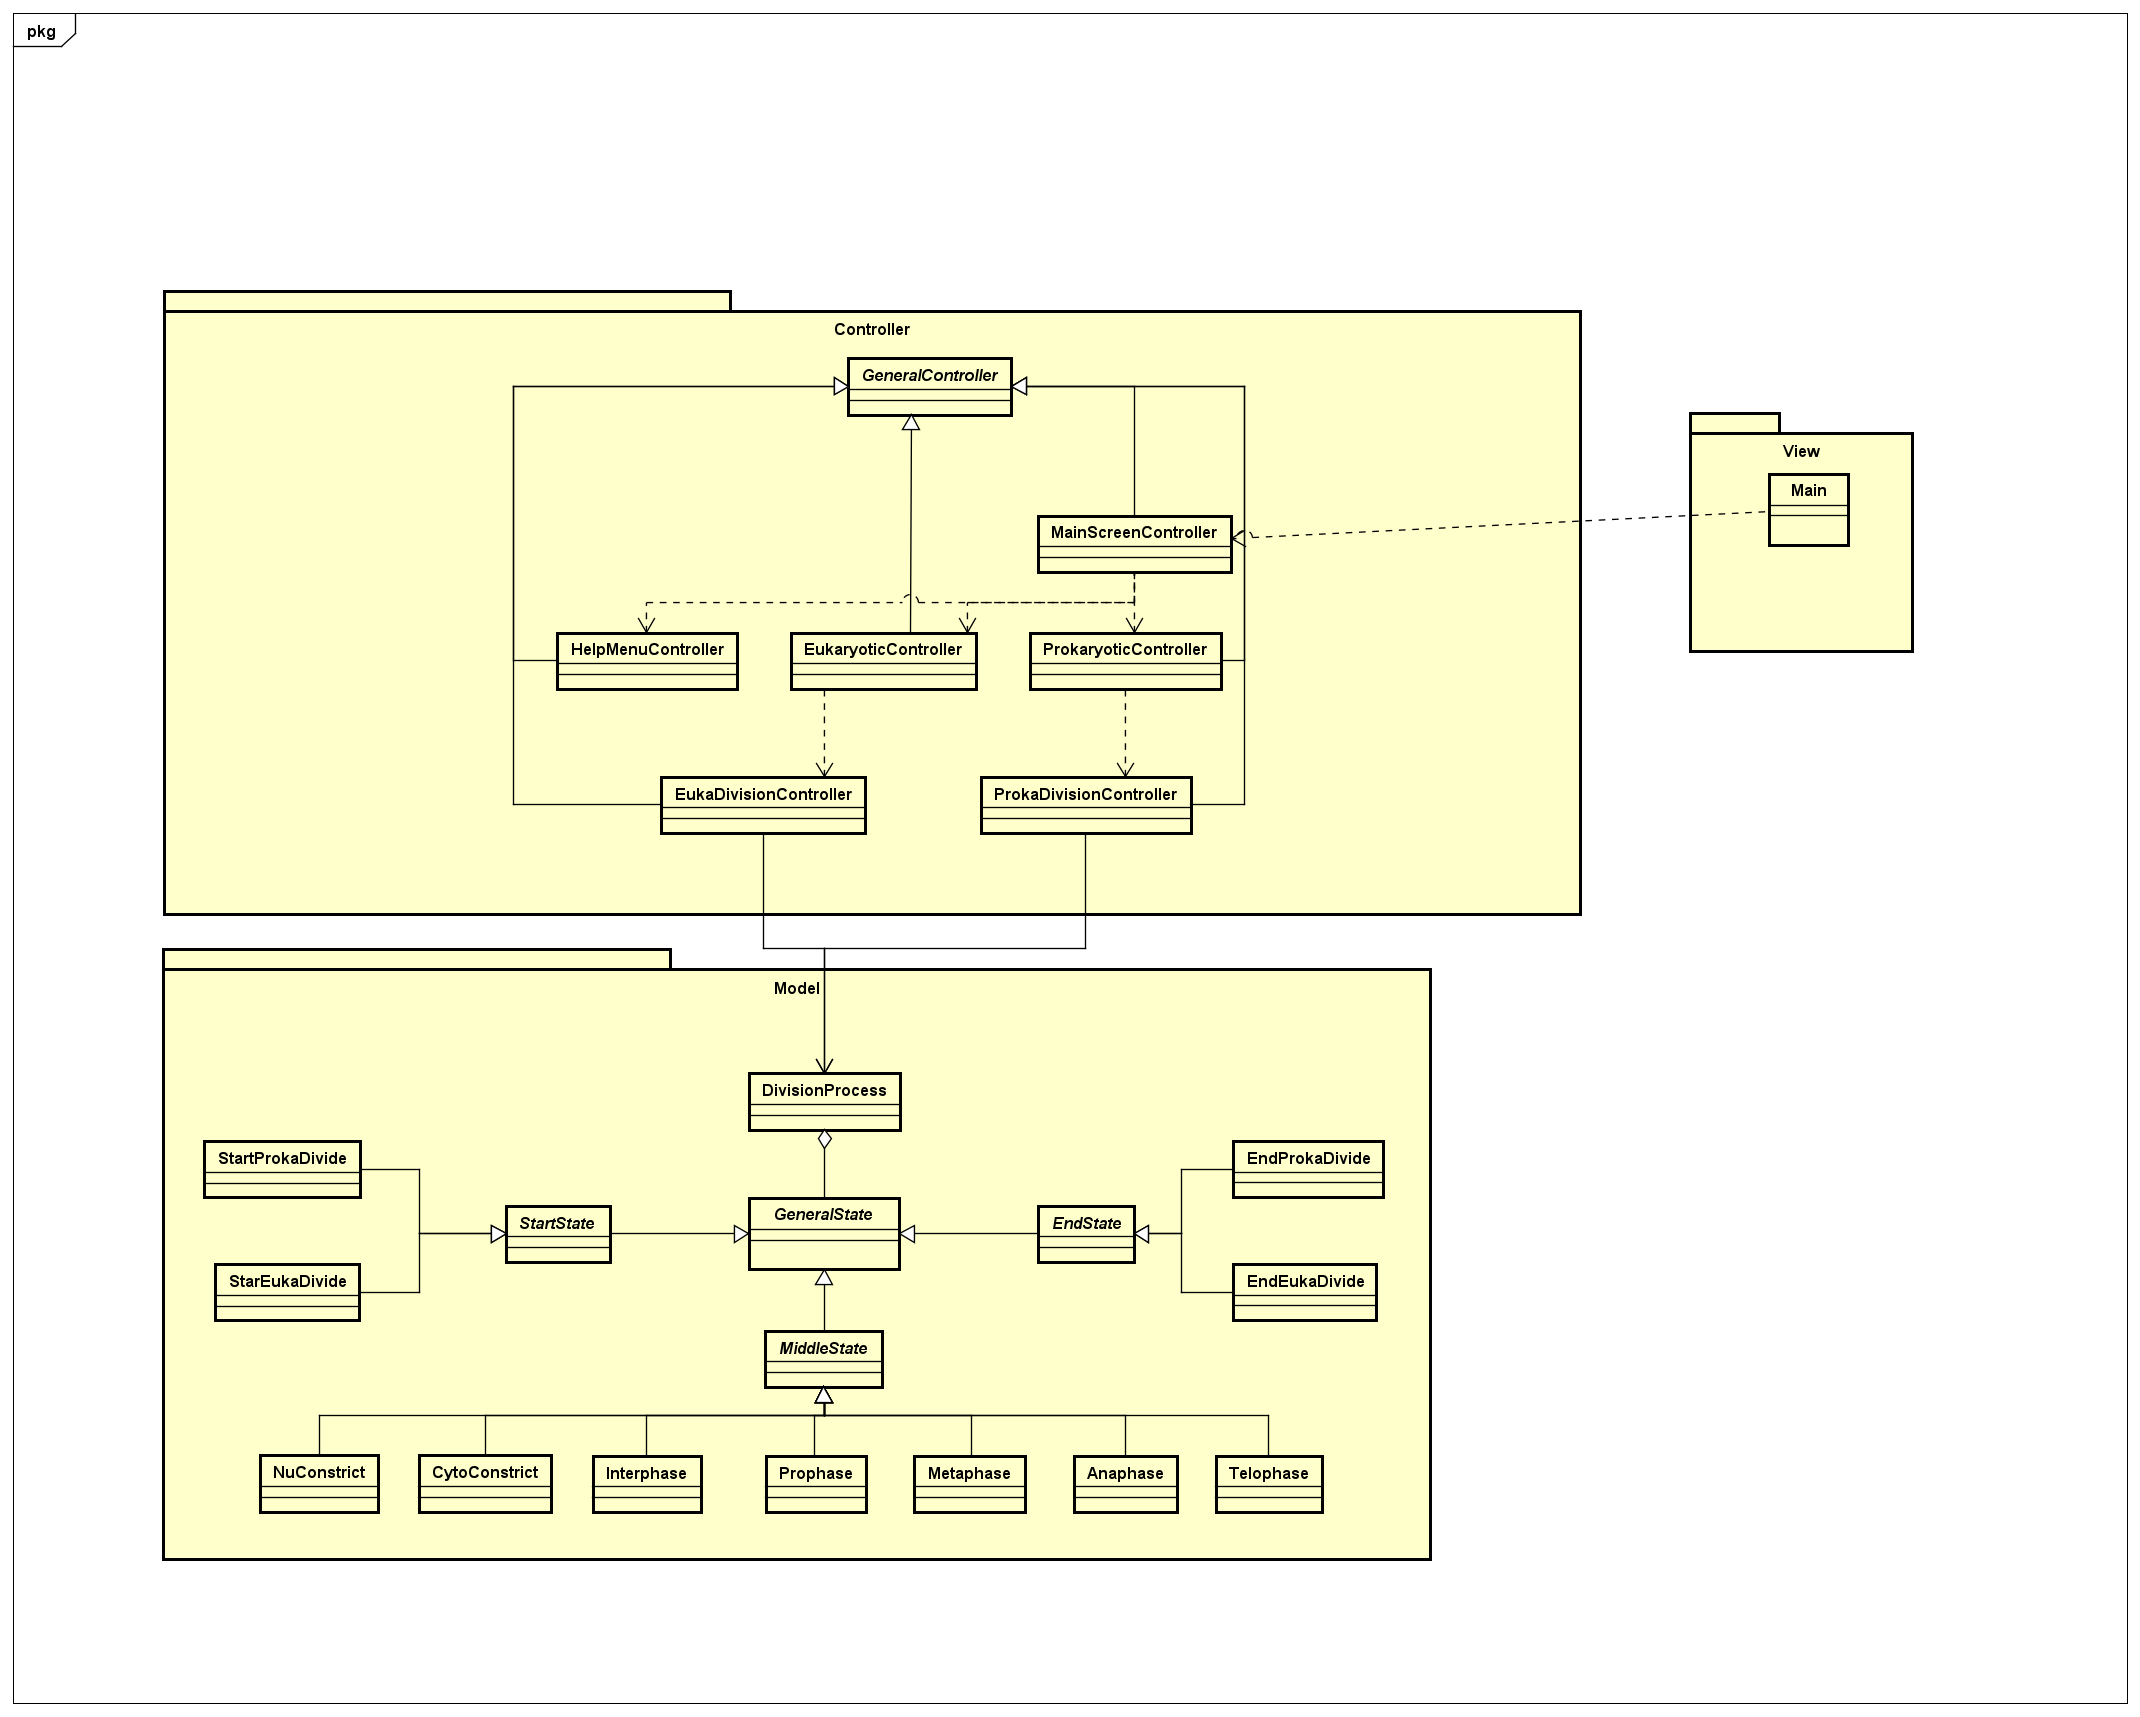 pkg
Controller
GeneralController
View
Main
MainScreenController
HelpMenuController
EukaryoticController
ProkaryoticController
EukaDivisionController
ProkaDivisionController
Model
DivisionProcess
StartProkaDivide
EndProkaDivide
StartState
GeneralState
EndState
StarEukaDivide
EndEukaDivide
MiddleState
NuConstrict
CytoConstrict
Interphase
Prophase
Metaphase
Anaphase
Telophase